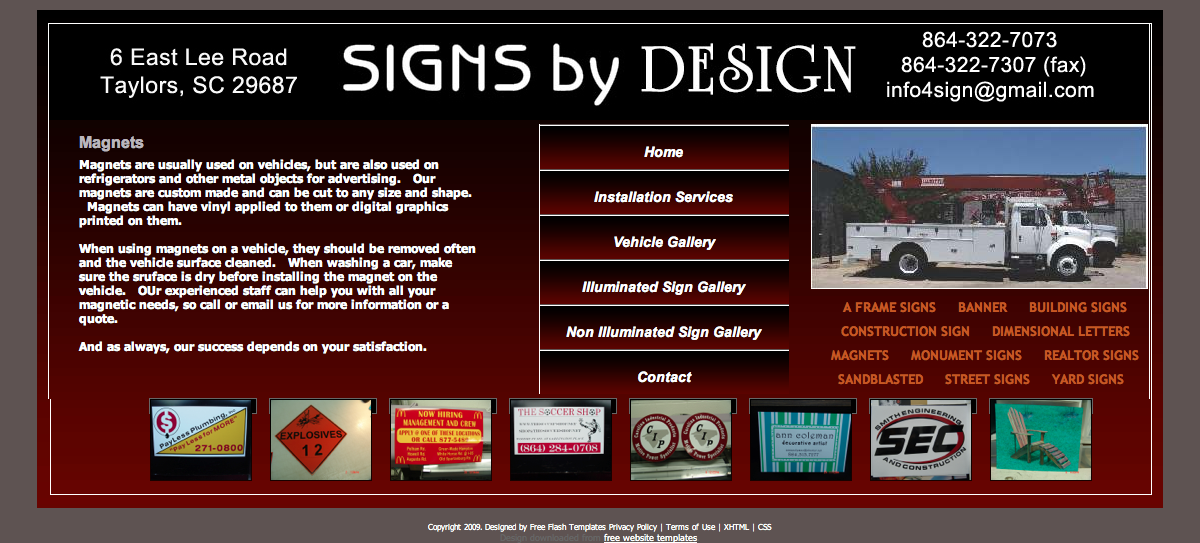 6 East Lee Road
Taylors, SC 29687
SIGNS by DESIGN
864-322-7073
864-322-7307 (fax)
info4sign@gmail.com
Magnets
Magnets are usually used on vehicles, but are also used on
refrigerators and other metal objects for advertising. Our
magnets are custom made and can be cut to any size and shape.
Magnets can have vinyl applied to them or digital graphics
printed on them.
When using magnets on a vehicle, they should be removed often
and the vehicle surface cleaned. When washing a car, make
sure the sruface is dry before installing the magnet on the
vehicle. OUr experienced staff can help you with all your
magnetic needs, so call or email us for more information or a
quote.
And as always, our success depends on your satisfaction.
Home
Installation Services
Vehicle Gallery
Illuminated Sign Gallery
Non Illuminated Sign Gallery
Contact
A FRAME SIGNS BANNER BUILDING SIGNS
CONSTRUCTION SIGN DIMENSIONAL LETTERS
MAGNETS MONUMENT SIGNS REALTOR SIGNS
SANDBLASTED STREET SIGNS YARD SIGNS
$
PayLess Plumbing, Inc.
Pay Less for MORE
271-0800
EXPLOSIVES
1 2
NOW HIRING
MANAGEMENT AND CREW
APPLY @ ONE OF THESE LOCATIONS
OR CALL 877-548
THE SOCCER SHOP
(864) 284-0708
CIP
CIP
ann coleman
decorative artist
SMITH ENGINEERING
SEC
AND CONSTRUCTION
Copyright 2009. Designed by Free Flash Templates Privacy Policy | Terms of Use | XHTML | CSS
Design downloaded from free website templates